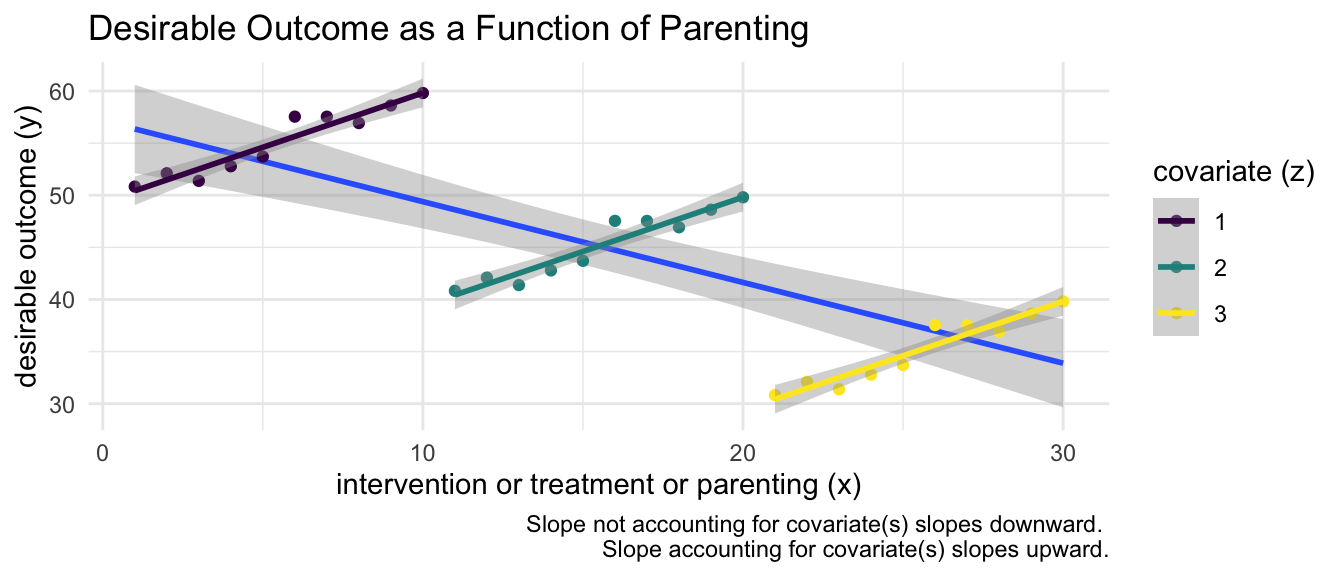 Desirable Outcome as a Function of Parenting
desirable outcome (y)
60
50
40
30
0 10 20 30
intervention or treatment or parenting (x)
covariate (z)
1
2
3
Slope not accounting for covariate(s) slopes downward.
Slope accounting for covariate(s) slopes upward.